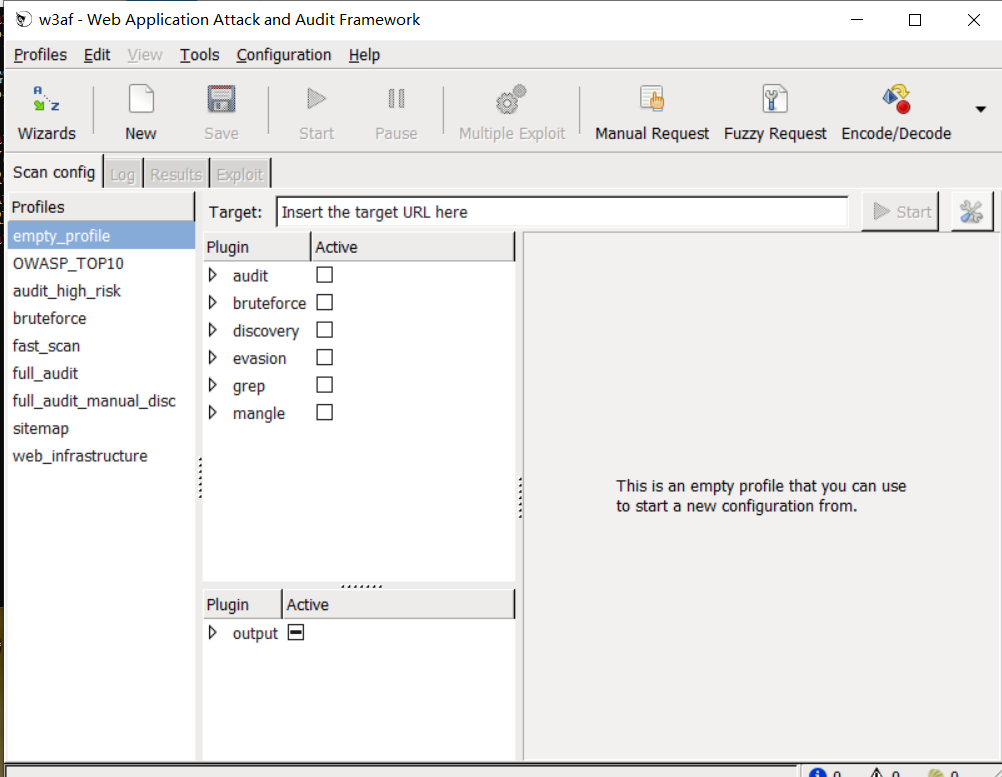 w3af - Web Application Attack and Audit Framework
Profiles Edit View Tools Configuration Help
Wizards New Save Start Pause Multiple Exploit Manual Request Fuzzy Request Encode/Decode
Scan config Log Results Exploit
Profiles
empty_profile
OWASP_TOP10
audit_high_risk
bruteforce
fast_scan
full_audit
full_audit_manual_disc
sitemap
web_infrastructure
Target: Insert the target URL here Start
Plugin Active
audit
bruteforce
discovery
evasion
grep
mangle
Plugin Active
output
This is an empty profile that you can use
to start a new configuration from.
0 0 0